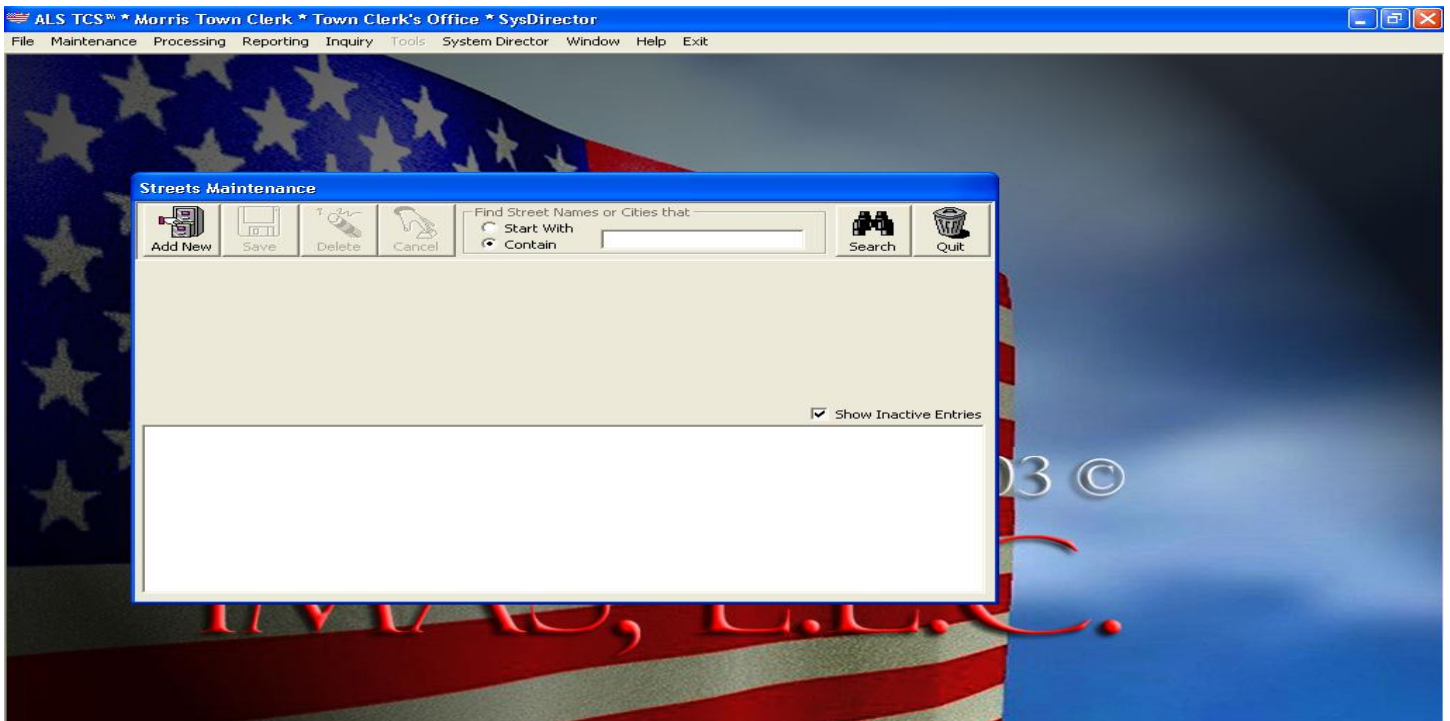 ALS TCS℠ * Morris Town Clerk * Town Clerk's Office * SysDirector
File Maintenance Processing Reporting Inquiry Tools System Director Window Help Exit
Streets Maintenance
Add New Save Delete Cancel Find Street Names or Cities that Start With Contain Search Quit
Show Inactive Entries
03 ©
L.L.C.